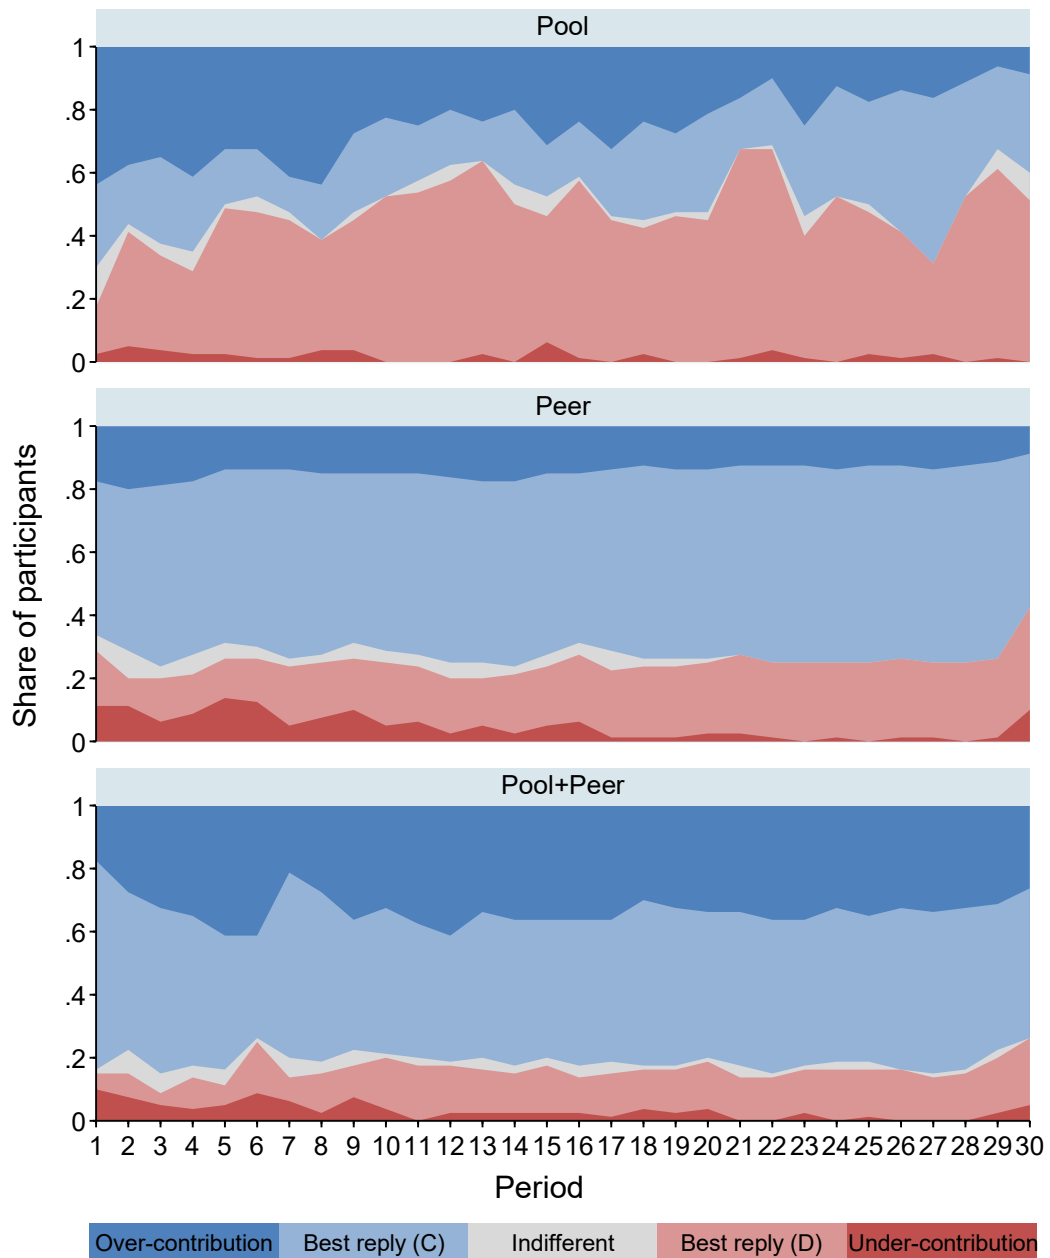 Pool
1
.8
.6
.4
.2
0
Peer
1
.8
.6
.4
.2
0
Share of participants
Pool+Peer
1
.8
.6
.4
.2
0
1 2 3 4 5 6 7 8 9 10 11 12 13 14 15 16 17 18 19 20 21 22 23 24 25 26 27 28 29 30
Period
Over-contribution Best reply (C) Indifferent Best reply (D) Under-contribution